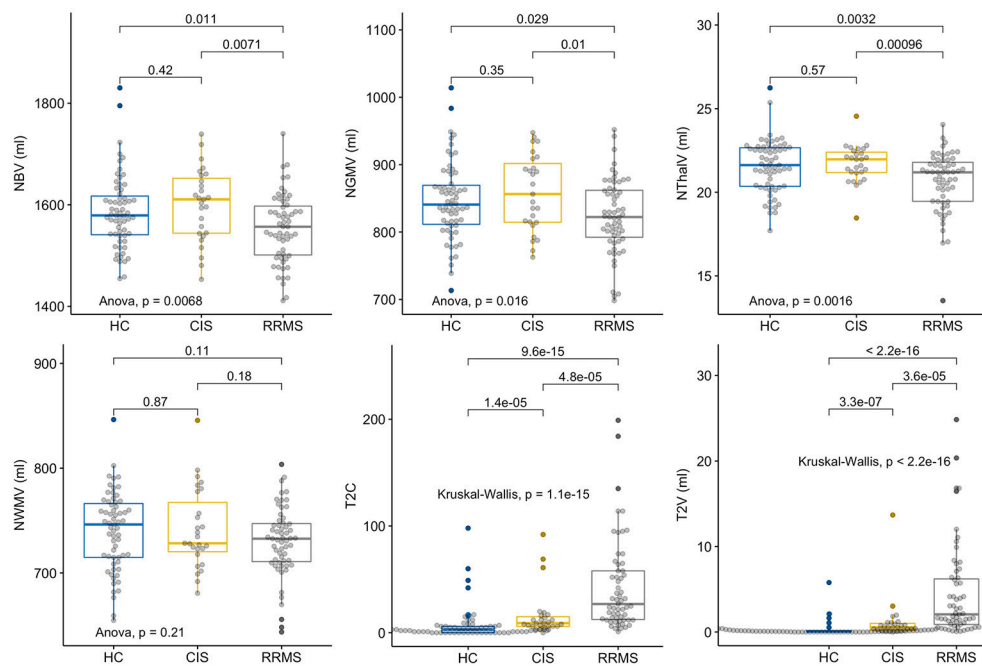 NBV (ml)
1800
1600
1400
0.011
0.0071
0.42
Anova, p = 0.0068
HC CIS RRMS
NGMV (ml)
1100
1000
900
800
700
0.029
0.01
0.35
Anova, p = 0.016
HC CIS RRMS
NThalV (ml)
30
25
20
15
0.0032
0.00096
0.57
Anova, p = 0.0016
HC CIS RRMS
NWMV (ml)
900
800
700
0.11
0.18
0.87
Anova, p = 0.21
HC CIS RRMS
T2C
200
100
0
9.6e-15
4.8e-05
1.4e-05
Kruskal-Wallis, p = 1.1e-15
HC CIS RRMS
T2V (ml)
30
20
10
0
< 2.2e-16
3.6e-05
3.3e-07
Kruskal-Wallis, p < 2.2e-16
HC CIS RRMS